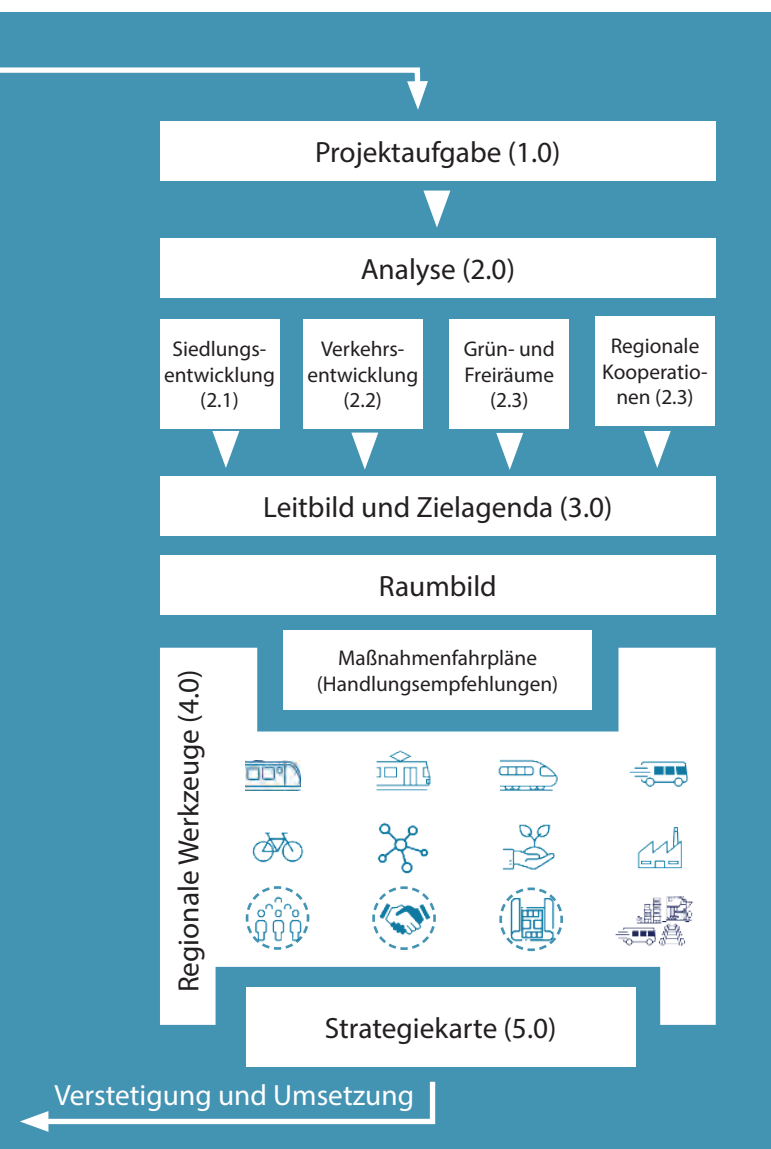 Projektaufgabe (1.0)
Analyse (2.0)
Siedlungs-
entwicklung
(2.1)
Verkehrs-
entwicklung
(2.2)
Grün- und
Freiräume
(2.3)
Regionale
Kooperatio-
nen (2.3)
Leitbild und Zielagenda (3.0)
Raumbild
Maßnahmenfahrpläne
(Handlungsempfehlungen)
Regionale Werkzeuge (4.0)
Strategiekarte (5.0)
Verstetigung und Umsetzung